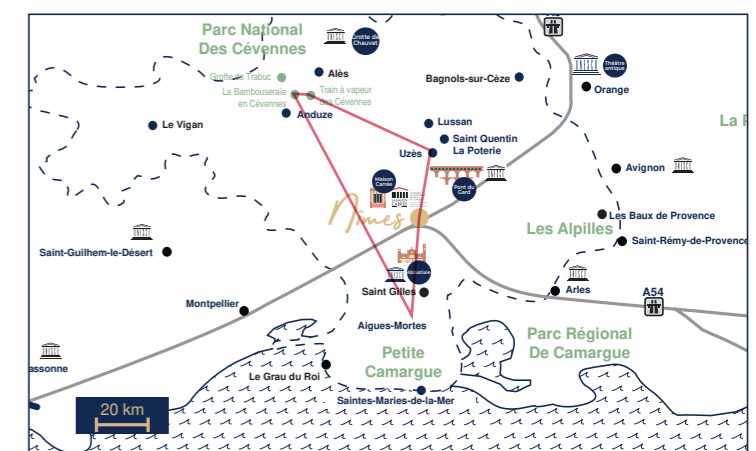 Parc National
Des Cévennes
Grotte de
Chauvet
Grotte de Trabuc
Alès
La Bambouseraie
en Cévennes
Train à vapeur
des Cévennes
Anduze
Bagnols-sur-Cèze
Théâtre
antique
Orange
Le Vigan
Lussan
Saint Quentin
La Poterie
Uzès
La P
Maison
Carrée
Pont du
Gard
Avignon
Nîmes
Les Baux de Provence
Les Alpilles
Saint-Rémy-de-Provence
Saint-Guilhem-le-Désert
Abbatiale
Saint Gilles
Arles
A54
Montpellier
Aigues-Mortes
Parc Régional
De Camargue
Petite
Camargue
assonne
Le Grau du Roi
Saintes-Maries-de-la-Mer
20 km